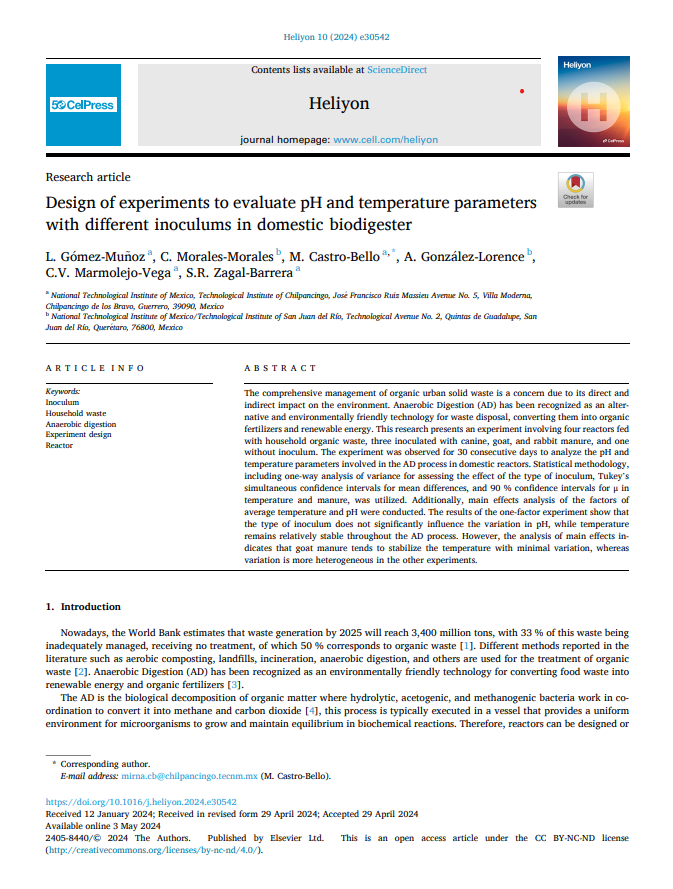 Heliyon 10 (2024) e30542
Contents lists available at ScienceDirect
Heliyon
journal homepage: www.cell.com/heliyon
50 CelPress
Heliyon
H
CelPress
Research article
Check for
updates
Design of experiments to evaluate pH and temperature parameters
with different inoculums in domestic biodigester
L. Gómez-Muñoz a, C. Morales-Morales b, M. Castro-Bello a,*, A. González-Lorence b,
C.V. Marmolejo-Vega a, S.R. Zagal-Barrera a
a National Technological Institute of Mexico, Technological Institute of Chilpancingo, José Francisco Ruiz Massieu Avenue No. 5, Villa Moderna,
Chilpancingo de los Bravo, Guerrero, 39090, Mexico
b National Technological Institute of Mexico/Technological Institute of San Juan del Río, Technological Avenue No. 2, Quintas de Guadalupe, San
Juan del Río, Querétaro, 76800, Mexico
ARTICLE INFO
Keywords:
Inoculum
Household waste
Anaerobic digestion
Experiment design
Reactor
ABSTRACT
The comprehensive management of organic urban solid waste is a concern due to its direct and
indirect impact on the environment. Anaerobic Digestion (AD) has been recognized as an alter-
native and environmentally friendly technology for waste disposal, converting them into organic
fertilizers and renewable energy. This research presents an experiment involving four reactors fed
with household organic waste, three inoculated with canine, goat, and rabbit manure, and one
without inoculum. The experiment was observed for 30 consecutive days to analyze the pH and
temperature parameters involved in the AD process in domestic reactors. Statistical methodology,
including one-way analysis of variance for assessing the effect of the type of inoculum, Tukey's
simultaneous confidence intervals for mean differences, and 90 % confidence intervals for μ in
temperature and manure, was utilized. Additionally, main effects analysis of the factors of
average temperature and pH were conducted. The results of the one-factor experiment show that
the type of inoculum does not significantly influence the variation in pH, while temperature
remains relatively stable throughout the AD process. However, the analysis of main effects in-
dicates that goat manure tends to stabilize the temperature with minimal variation, whereas
variation is more heterogeneous in the other experiments.
1. Introduction
Nowadays, the World Bank estimates that waste generation by 2025 will reach 3,400 million tons, with 33 % of this waste being
inadequately managed, receiving no treatment, of which 50 % corresponds to organic waste [1]. Different methods reported in the
literature such as aerobic composting, landfills, incineration, anaerobic digestion, and others are used for the treatment of organic
waste [2]. Anaerobic Digestion (AD) has been recognized as an environmentally friendly technology for converting food waste into
renewable energy and organic fertilizers [3].
The AD is the biological decomposition of organic matter where hydrolytic, acetogenic, and methanogenic bacteria work in co-
ordination to convert it into methane and carbon dioxide [4], this process is typically executed in a vessel that provides a uniform
environment for microorganisms to grow and maintain equilibrium in biochemical reactions. Therefore, reactors can be designed or
* Corresponding author.
E-mail address: mirna.cb@chilpancingo.tecnm.mx (M. Castro-Bello).
https://doi.org/10.1016/j.heliyon.2024.e30542
Received 12 January 2024; Received in revised form 29 April 2024; Accepted 29 April 2024
Available online 3 May 2024
2405-8440/© 2024 The Authors. Published by Elsevier Ltd. This is an open access article under the CC BY-NC-ND license
(http://creativecommons.org/licenses/by-nc-nd/4.0/).